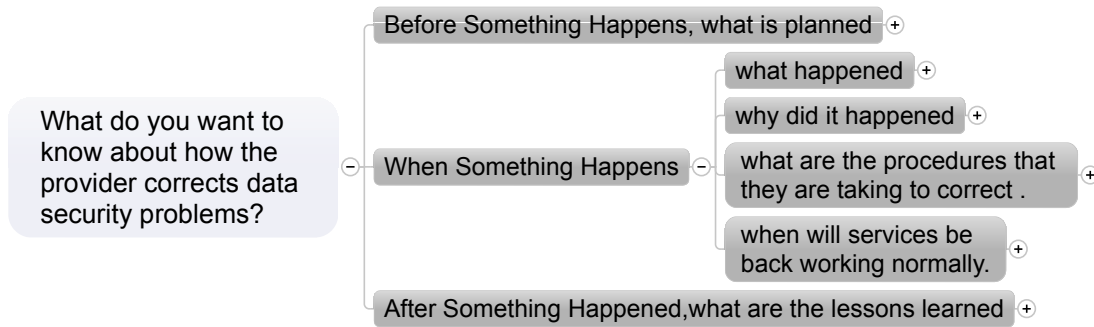 What do you want to
know about how the
provider corrects data
security problems?
Before Something Happens, what is planned
When Something Happens
what happened
why did it happened
what are the procedures that
they are taking to correct .
when will services be
back working normally.
After Something Happened,what are the lessons learned